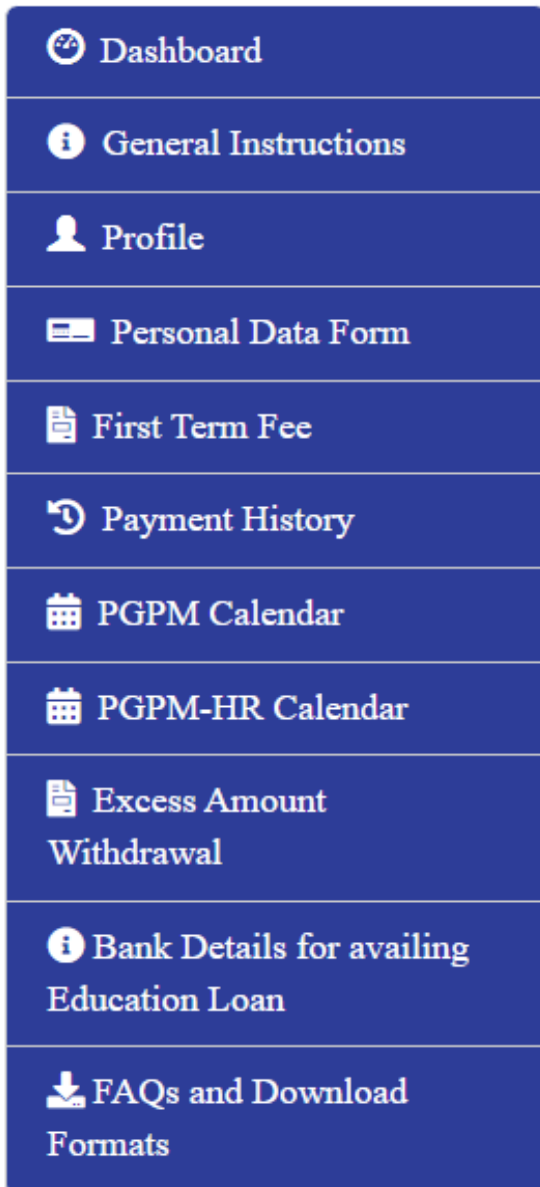 Dashboard
General Instructions
Profile
Personal Data Form
First Term Fee
Payment History
PGPM Calendar
PGPM-HR Calendar
Excess Amount
Withdrawal
Bank Details for availing
Education Loan
FAQs and Download
Formats